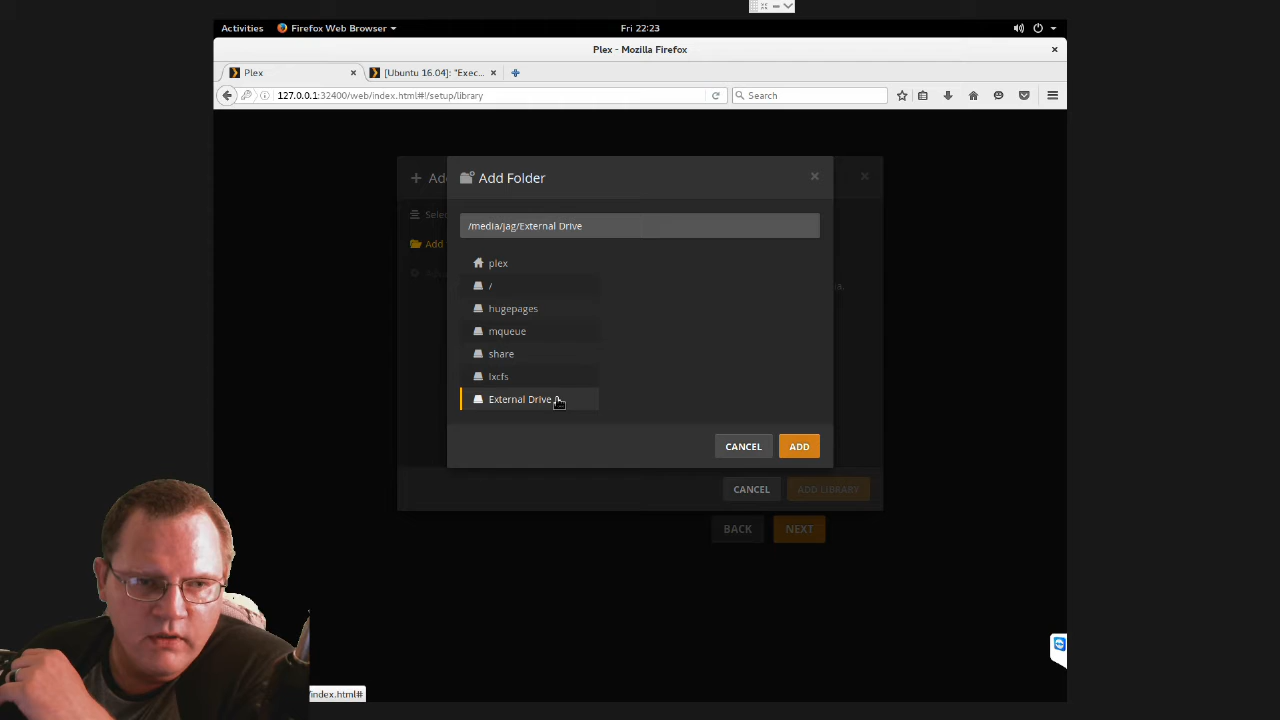 Activities Firefox Web Browser Fri 22:23
Plex - Mozilla Firefox
Plex [Ubuntu 16.04]: "Exec...
127.0.0.1:32400/web/index.html#!/setup/library Search
Add Folder
/media/jag/External Drive
Add
plex
/
hugepages
mqueue
share
lxcfs
External Drive
CANCEL ADD
CANCEL ADD LIBRARY
BACK NEXT
/index.html#